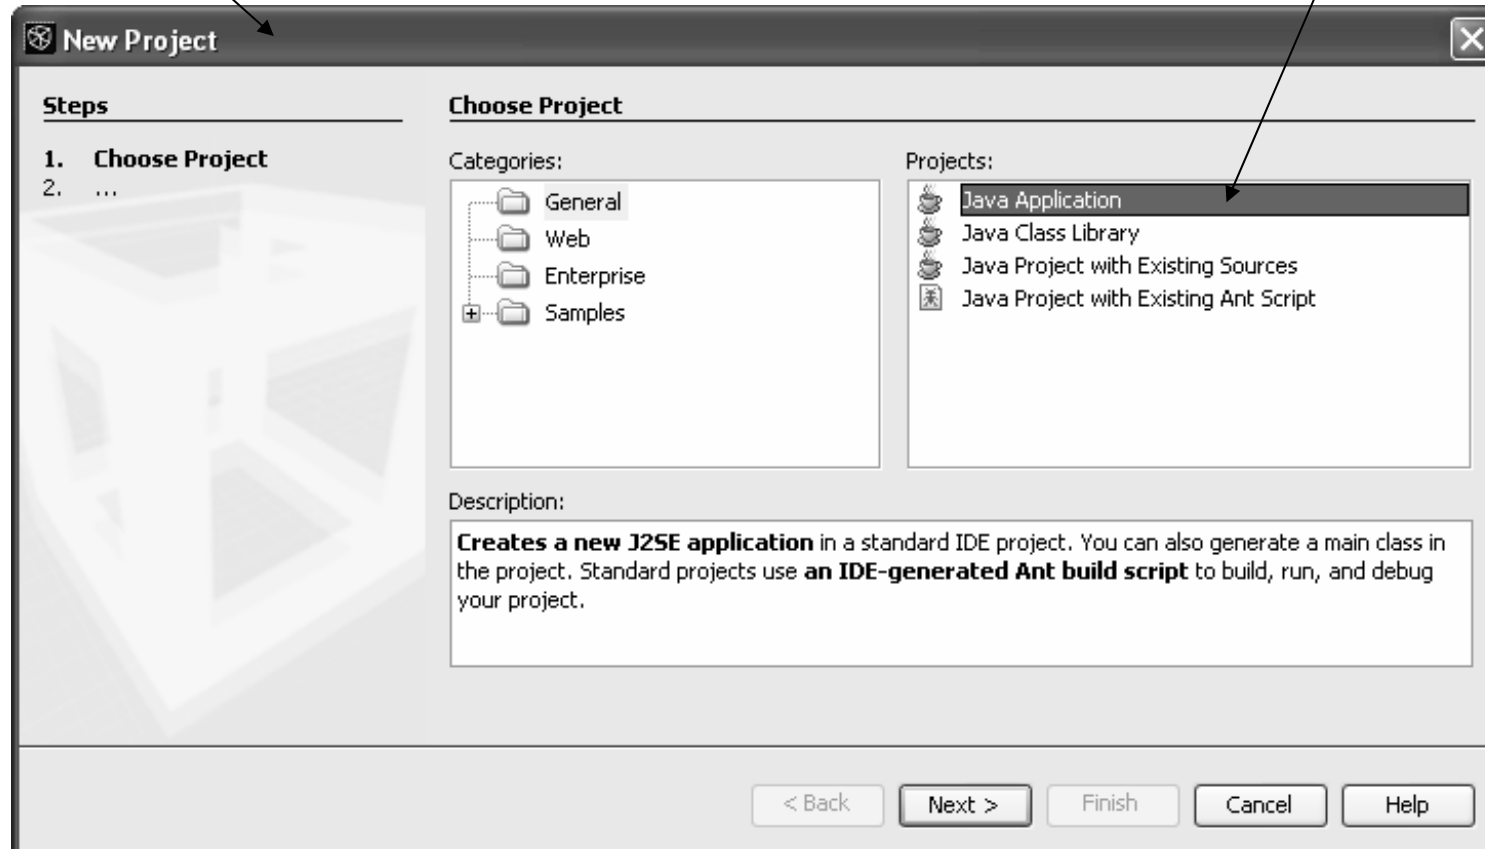 New Project
Steps
1. Choose Project
2. ...
Choose Project
Categories:
General
Web
Enterprise
Samples
Projects:
Java Application
Java Class Library
Java Project with Existing Sources
Java Project with Existing Ant Script
Description:
Creates a new J2SE application in a standard IDE project. You can also generate a main class in
the project. Standard projects use an IDE-generated Ant build script to build, run, and debug
your project.
< Back
Next >
Finish
Cancel
Help